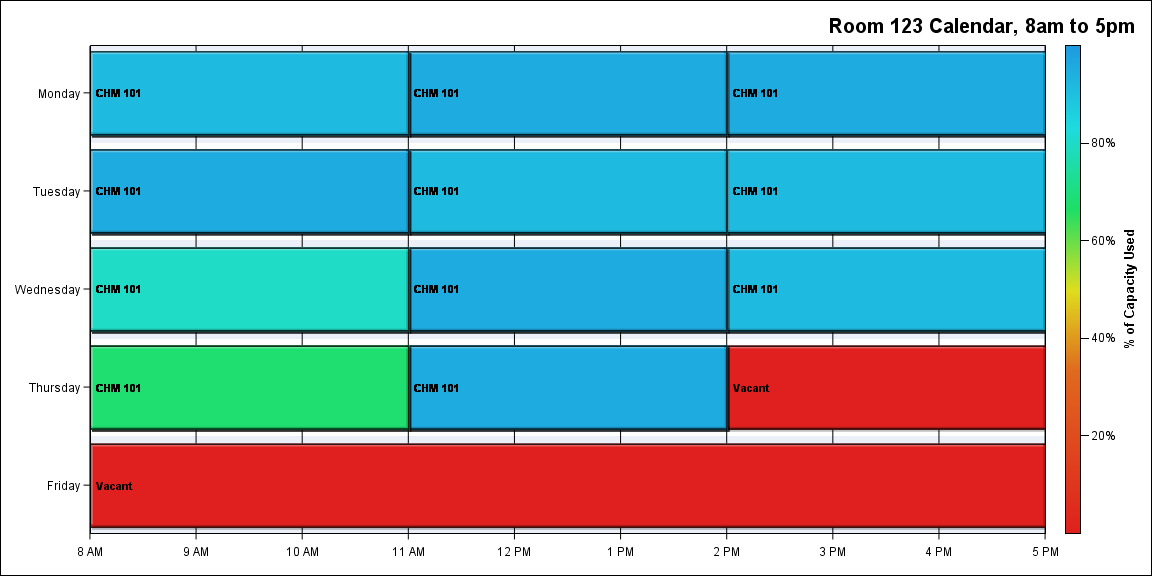 Room 123 Calendar, 8am to 5pm
Monday
CHM 101
CHM 101
CHM 101
Tuesday
CHM 101
CHM 101
CHM 101
Wednesday
CHM 101
CHM 101
CHM 101
Thursday
CHM 101
CHM 101
Vacant
Friday
Vacant
8 AM
9 AM
10 AM
11 AM
12 PM
1 PM
2 PM
3 PM
4 PM
5 PM
80%
60%
40%
20%
% of Capacity Used